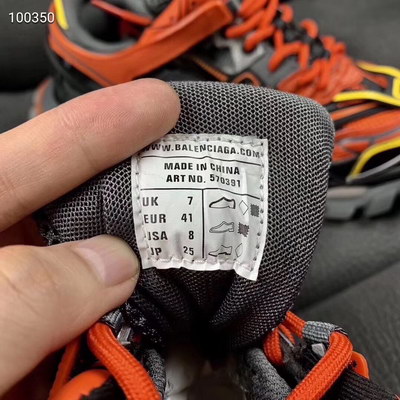 100350
WWW.BALENCIAGA.COM
MADE IN CHINA
ART NO. 570391
UK 7
EUR 41
USA 8
JP 25